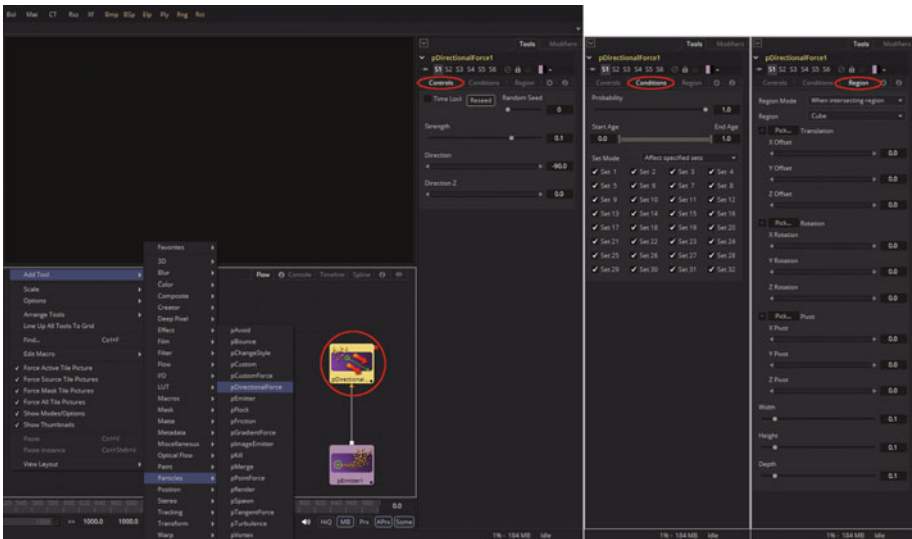 Bol Mae CT Rsz Xf Bmp BSp Elp Ply Rng Rct
Tools Modifiers
pDirectionalForce1
S1 S2 S3 S4 S5 S6
Controls Conditions Region
Time Locl Reseed Random Seed
0
Strength
0.1
Direction
-90.0
Direction Z
0.0
Tools Modifiers
pDirectionalForce1
S1 S2 S3 S4 S5 S6
Controls Conditions Region
Probability
1.0
Start Age End Age
0.0 1.0
Set Mode Affect specified sets
Set 1 Set 2 Set 3 Set 4
Set 5 Set 6 Set 7 Set 8
Set 9 Set 10 Set 11 Set 12
Set 13 Set 14 Set 15 Set 16
Set 17 Set 18 Set 19 Set 20
Set 21 Set 22 Set 23 Set 24
Set 25 Set 26 Set 27 Set 28
Set 29 Set 30 Set 31 Set 32
Tools Modifiers
pDirectionalForce1
S1 S2 S3 S4 S5 S6
Controls Conditions Region
Region Mode When intersecting region
Region Cube
Pick... Translation
X Offset
0.0
Y Offset
0.0
Z Offset
0.0
Pick... Rotation
X Rotation
0.0
Y Rotation
0.0
Z Rotation
0.0
Pick... Pivot
X Pivot
0.0
Y Pivot
0.0
Z Pivot
0.0
Width
0.1
Height
0.1
Depth
0.1
Flow Console Timeline Spline
Add Tool
Scale
Options
Arrange Tools
Line Up All Tools To Grid
Find... Ctrl+F
Edit Macro
Force Active Tile Picture
Force Source Tile Pictures
Force Mask Tile Pictures
Force All Tile Pictures
Show Modes/Options
Show Thumbnails
Paste Ctrl+V
Paste Instance Ctrl+Shift+V
View Layout
Favorites
3D
Blur
Color
Composite
Creator
Deep Pixel
Effect
Film
Filter
Flow
I/O
LUT
Macros
Mask
Matte
Metadata
Miscellaneous
Optical Flow
Paint
Particles
Position
Stereo
Tracking
Transform
Warp
pAvoid
pBounce
pChangeStyle
pCustom
pCustomForce
pDirectionalForce
pEmitter
pFlock
pFriction
pGradientForce
pImageEmitter
pKill
pMerge
pPointForce
pRender
pSpawn
pTangentForce
pTurbulence
pVortex
pDirectional...
pEmitter1
0.0
1000.0 >> 1000.0 1000.0
HiQ MB Prx APrx Some
1% - 184 MB Idle
1% - 184 MB Idle
1% - 184 MB Idle